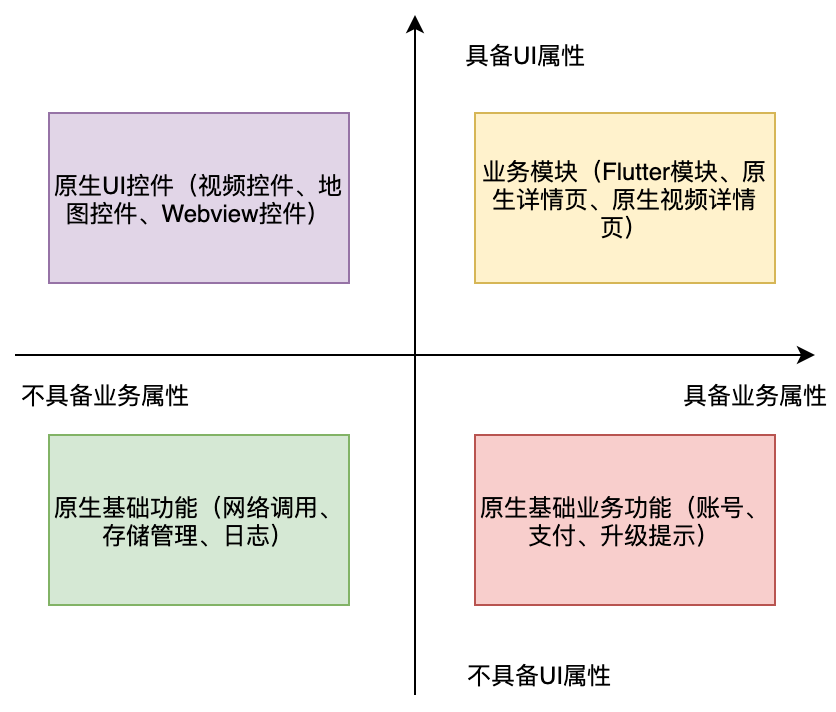 具备UI属性
原生UI控件（视频控件、地
图控件、Webview控件）
业务模块（Flutter模块、原
生详情页、原生视频详情
页）
不具备业务属性
具备业务属性
原生基础功能（网络调用、
存储管理、日志）
原生基础业务功能（账号、
支付、升级提示）
不具备UI属性